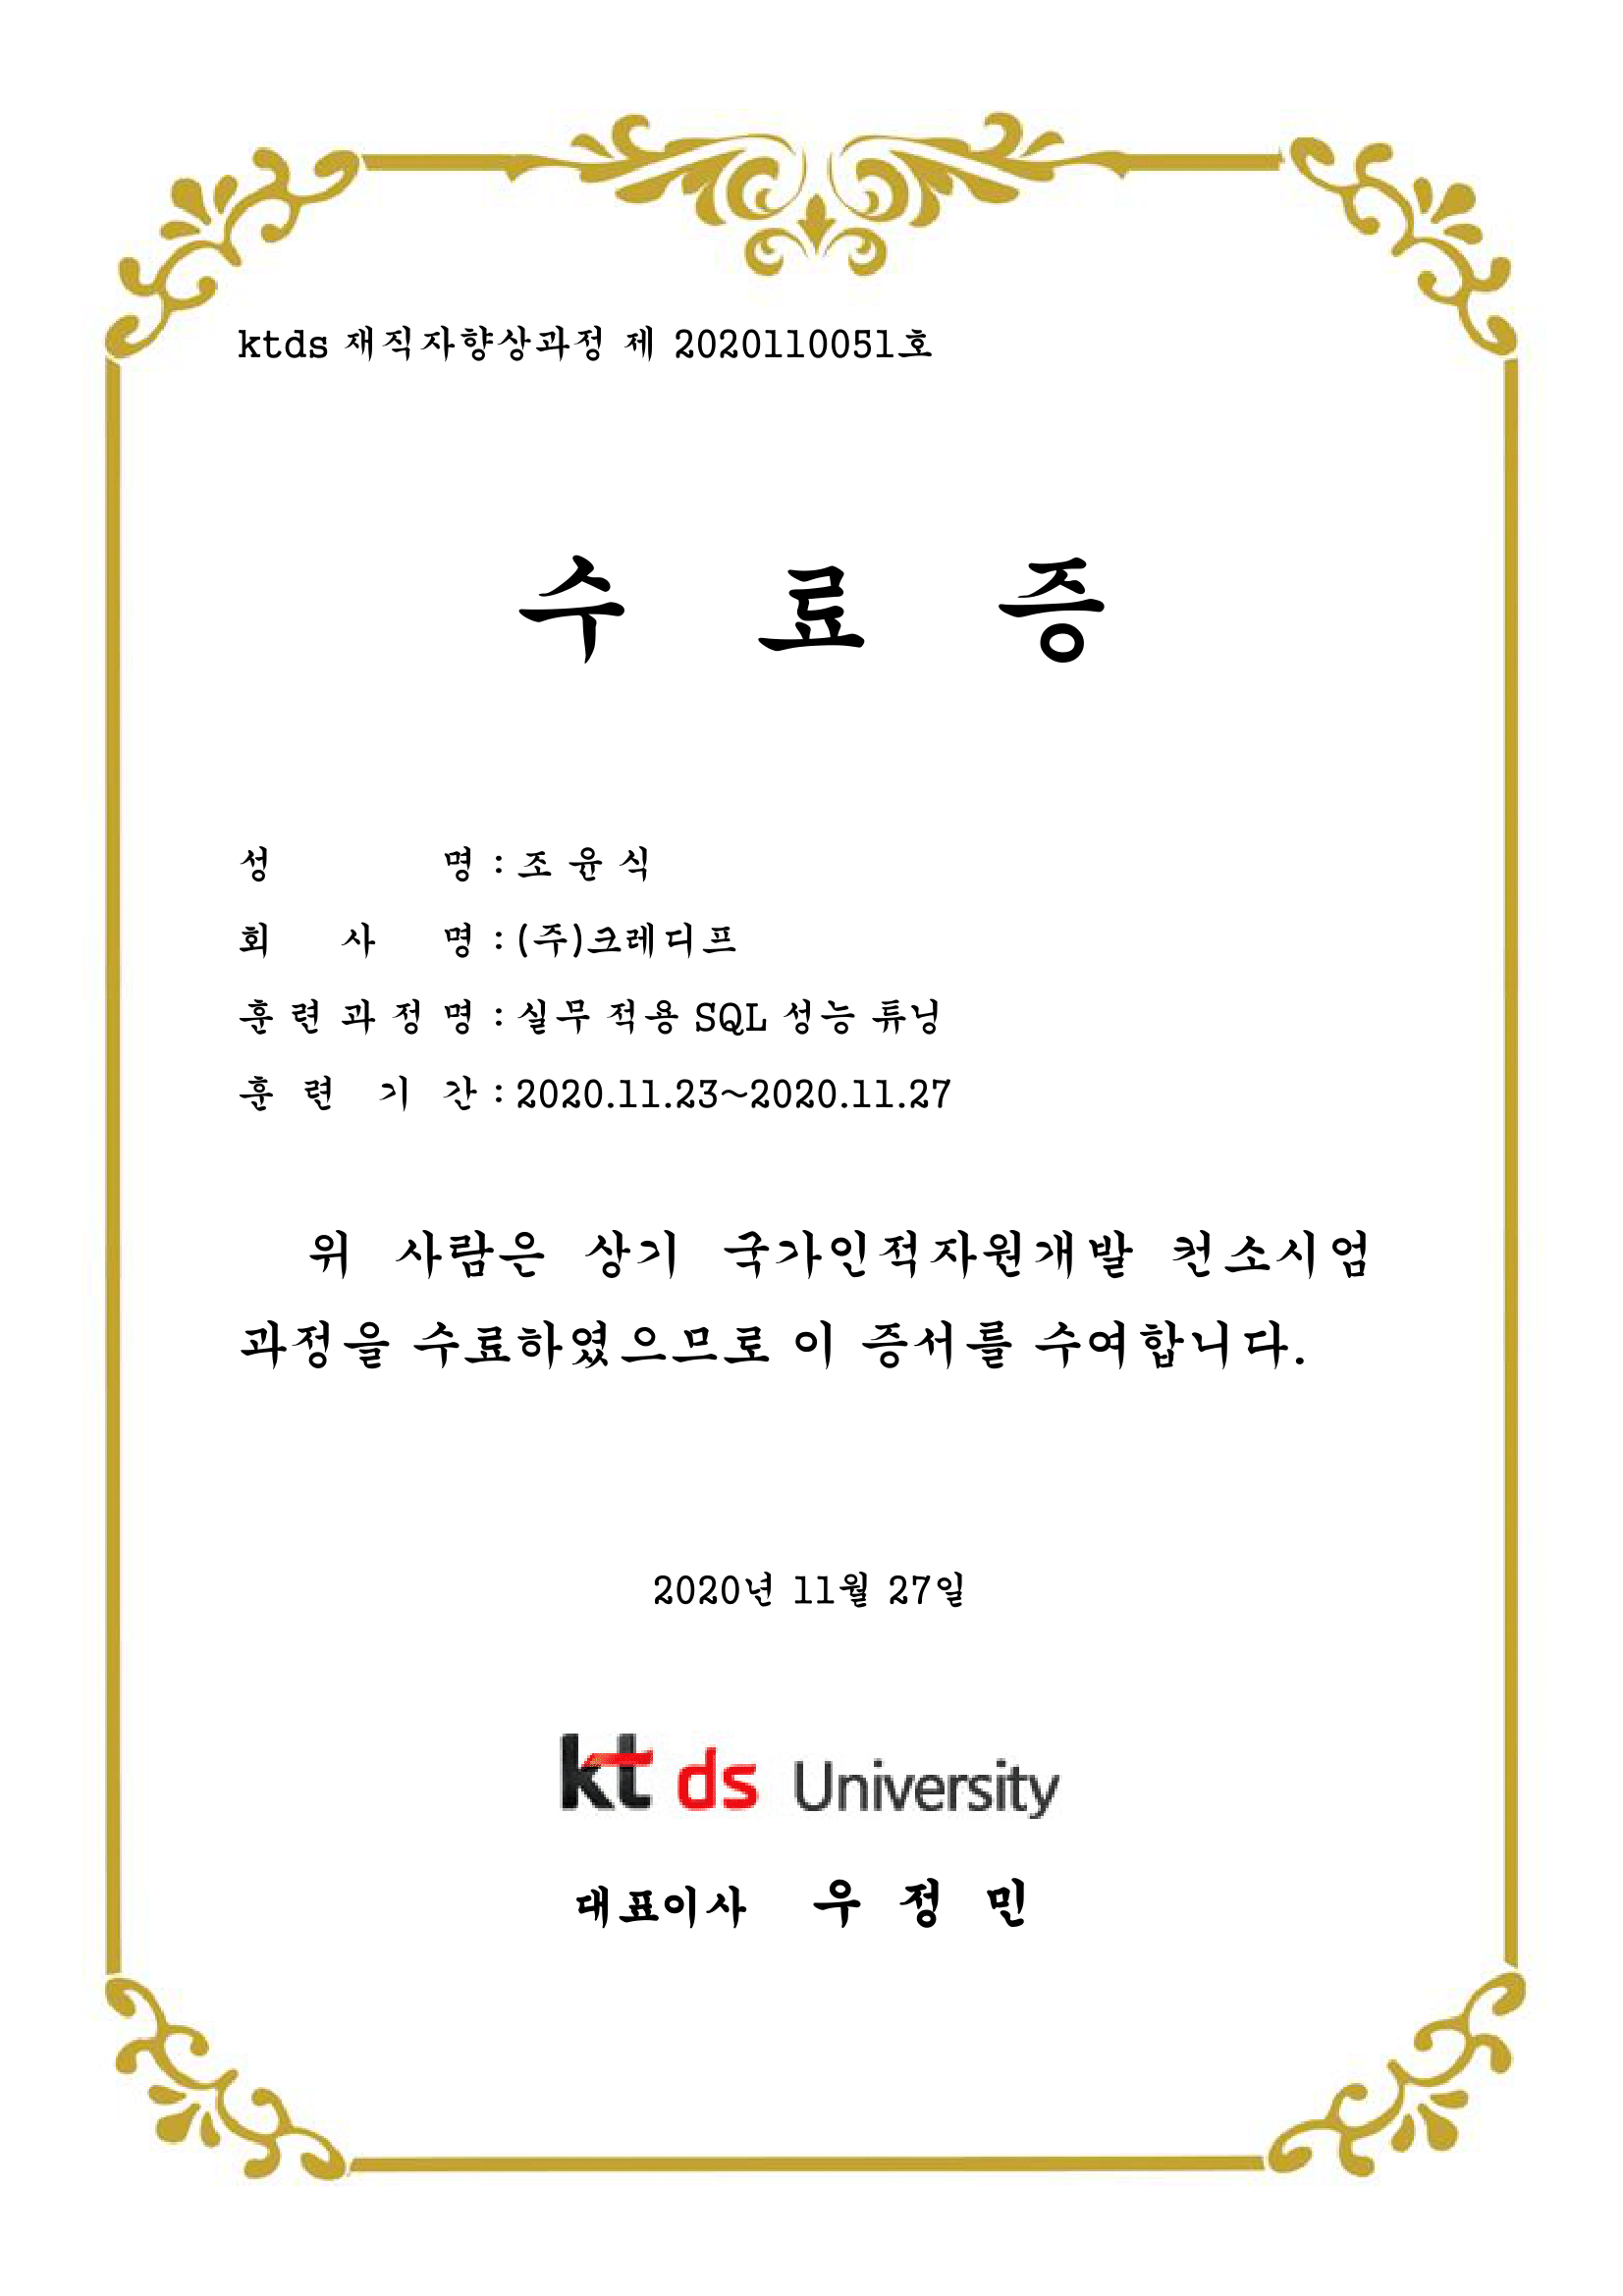 ktds 재직자향상과정 제 2020110051호
수 료 증
성 명 : 조 윤 식
회 사 명 : (주)크레디프
훈 련 과 정 명 : 실무 적용 SQL 성능 튜닝
훈 련 기 간 : 2020.11.23~2020.11.27
위 사람은 상기 국가인적자원개발 컨소시엄
과정을 수료하였으므로 이 증서를 수여합니다.
2020년 11월 27일
kt ds University
대표이사 우 정 민